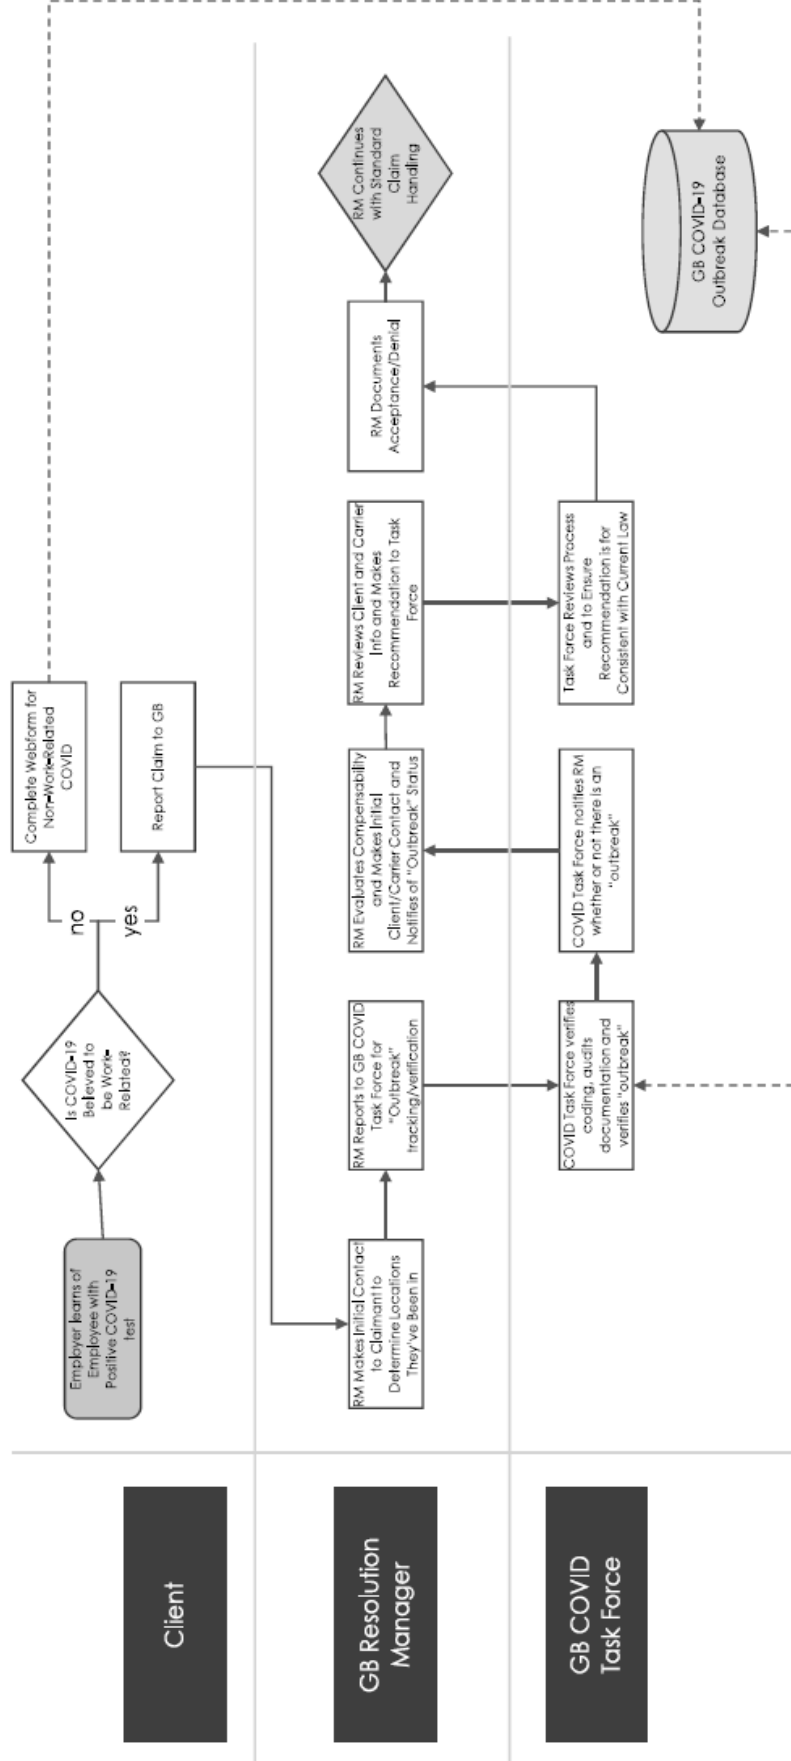 Client
Employer learns of
Employee with
Positive COVID-19
test
Is COVID-19
Believed to
be Work-
Related?
no
yes
Complete Webform for
Non-Work-Related
COVID
Report Claim to GB
GB Resolution
Manager
RM Makes Initial Contact
to Claimant to
Determine Locations
They've Been in
RM Reports to GB COVID
Task Force for
"Outbreak"
tracking/verification
RM Evaluates Compensability
and Makes Initial
Client/Carrier Contact and
Notifies of "Outbreak" Status
RM Reviews Client and Carrier
Info and Makes
Recommendation to Task
Force
RM Documents
Acceptance/Denial
RM Continues
with Standard
Claim
Handling
GB COVID
Task Force
COVID Task Force verifies
coding, audits
documentation and
verifies "outbreak"
COVID Task Force notifies RM
whether or not there is an
"outbreak"
Task Force Reviews Process
and to Ensure
Recommendation is for
Consistent with Current Law
GB COVID-19
Outbreak Database